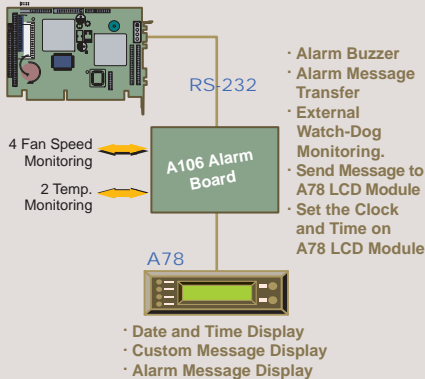 RS-232
· Alarm Buzzer
· Alarm Message
Transfer
· External
Watch-Dog
Monitoring.
· Send Message to
A78 LCD Module
· Set the Clock
and Time on
A78 LCD Module
4 Fan Speed
Monitoring
2 Temp.
Monitoring
A106 Alarm
Board
A78
· Date and Time Display
· Custom Message Display
· Alarm Message Display